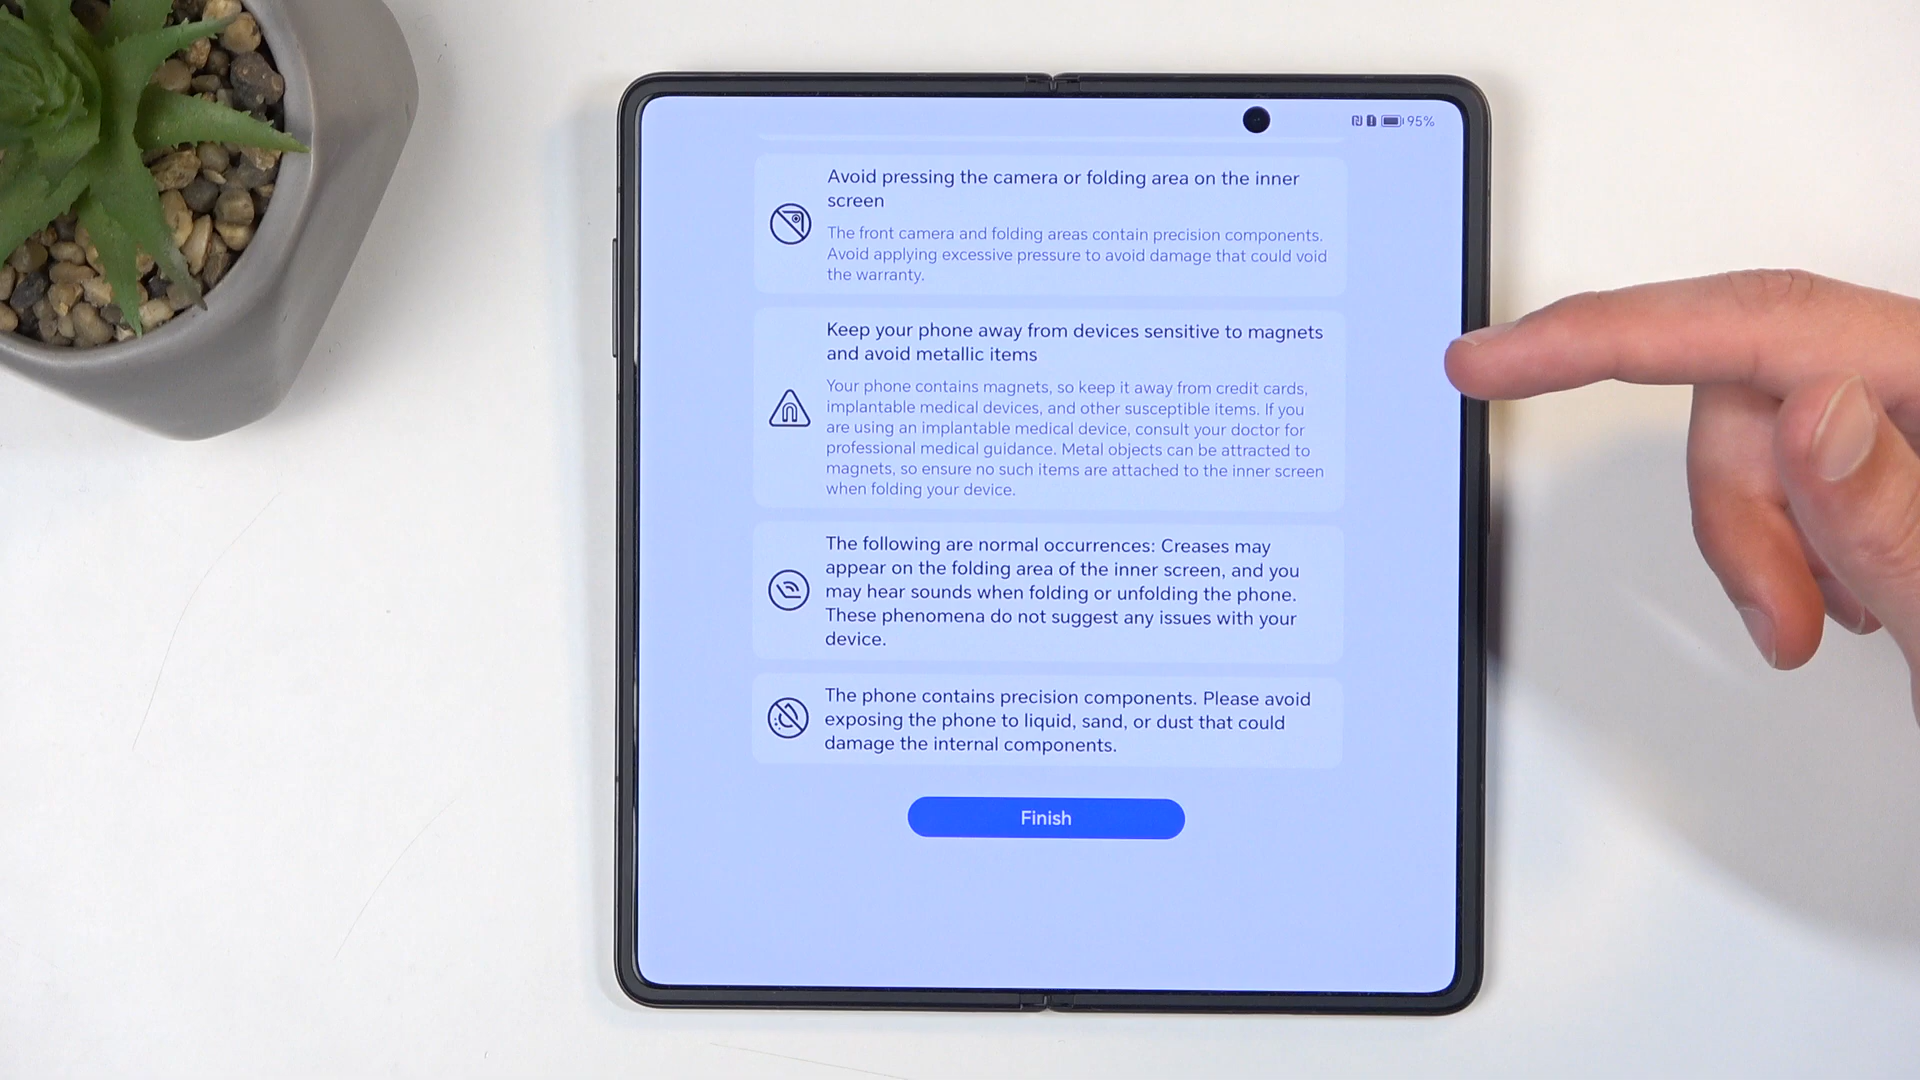 95%
Avoid pressing the camera or folding area on the inner
screen
The front camera and folding areas contain precision components.
Avoid applying excessive pressure to avoid damage that could void
the warranty.
Keep your phone away from devices sensitive to magnets
and avoid metallic items
Your phone contains magnets, so keep it away from credit cards,
implantable medical devices, and other susceptible items. If you
are using an implantable medical device, consult your doctor for
professional medical guidance. Metal objects can be attracted to
magnets, so ensure no such items are attached to the inner screen
when folding your device.
The following are normal occurrences: Creases may
appear on the folding area of the inner screen, and you
may hear sounds when folding or unfolding the phone.
These phenomena do not suggest any issues with your
device.
The phone contains precision components. Please avoid
exposing the phone to liquid, sand, or dust that could
damage the internal components.
Finish